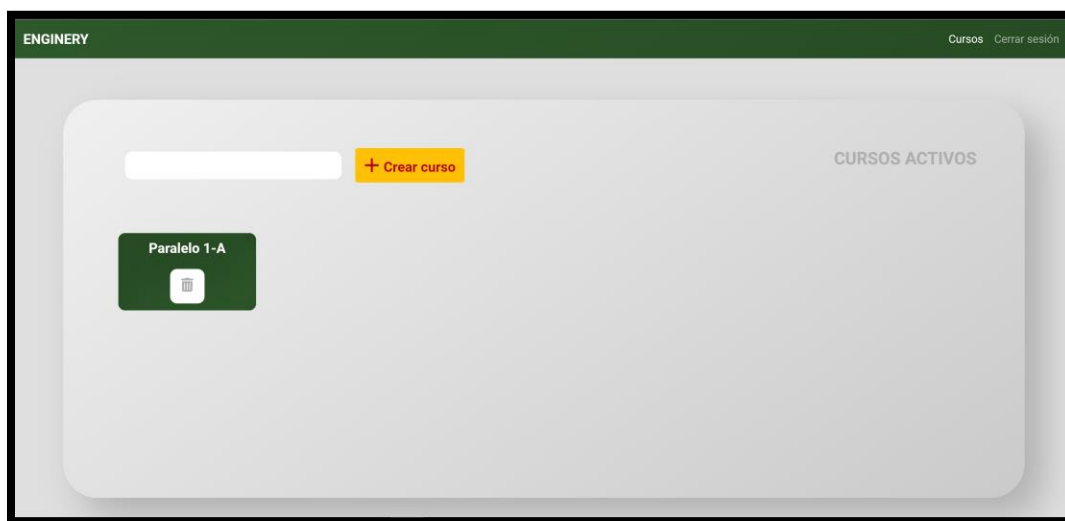 ENGINERY
Cursos Cerrar sesión
+ Crear curso
CURSOS ACTIVOS
Paralelo 1-A